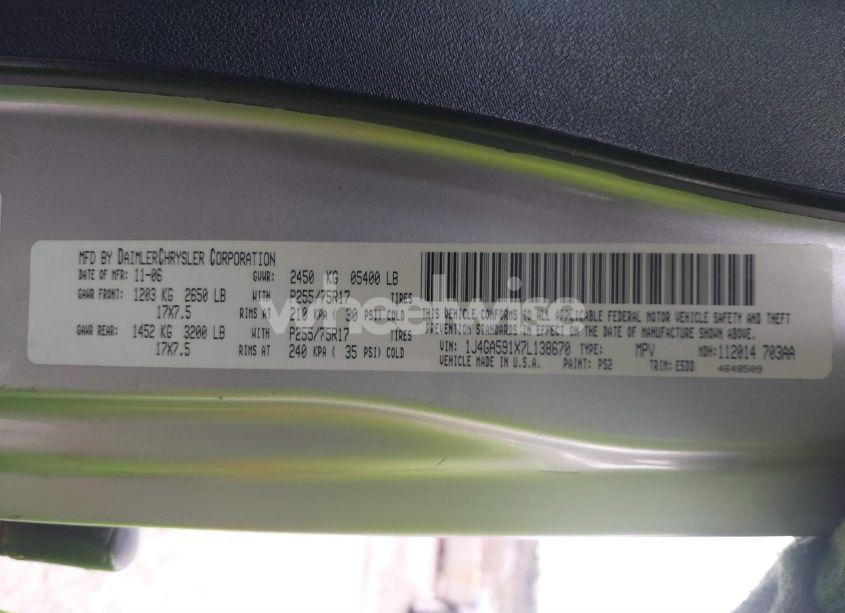 MFD BY DAIMLERCHRYSLER CORPORATION
DATE OF MFR: 11-06 GVWR: 2450 KG 05400 LB
GAWR FRONT: 1203 KG 2650 LB WITH P255/75R17 TIRES
17X7.5 RIMS AT 210 KPA ( 30 PSI) COLD
GAWR REAR: 1452 KG 3200 LB WITH P255/75R17 TIRES
17X7.5 RIMS AT 240 KPA ( 35 PSI) COLD
THIS VEHICLE CONFORMS TO ALL APPLICABLE FEDERAL MOTOR VEHICLE SAFETY AND THEFT
PREVENTION STANDARDS IN EFFECT ON THE DATE OF MANUFACTURE SHOWN ABOVE.
VIN: 1J4GA591X7L138670 TYPE: MPV MDH: 112014 703AA
VEHICLE MADE IN U.S.A. PAINT: PS2 TRIM: E5DD 4648509
wheelwise